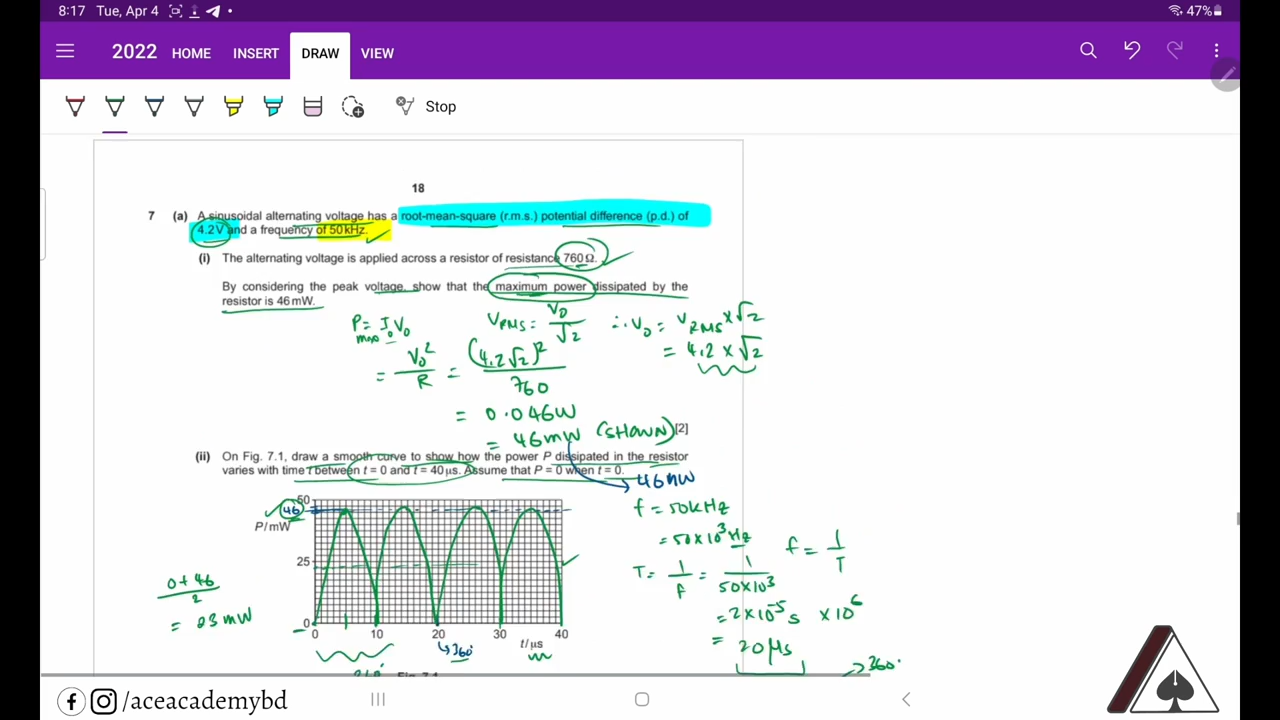 8:17 Tue, Apr 4 47%
2022 HOME INSERT DRAW VIEW
Stop
18
7 (a) A sinusoidal alternating voltage has a root-mean-square (r.m.s.) potential difference (p.d.) of
4.2V and a frequency of 50kHz.
(i) The alternating voltage is applied across a resistor of resistance 760Ω.
By considering the peak voltage, show that the maximum power dissipated by the
resistor is 46mW.
P = I₀V₀
max
= V₀²/R = (4.2√2)²/760
VRMS = V₀/√2 ∴ V₀ = VRMS × √2
= 4.2 × √2
= 0.046W
= 46mW (SHOWN) [2]
(ii) On Fig. 7.1, draw a smooth curve to show how the power P dissipated in the resistor
varies with time t between t = 0 and t = 40μs. Assume that P = 0 when t = 0.
46mW
50
46
P/mW
25
0
0 10 20 30 40
t/μs
360°
0+46/2
= 23mW
f = 50kHz
= 50×10³Hz
T = 1/f = 1/50×10³
f = 1/T
= 2×10⁻⁵s ×10⁶
= 20μs
360°
/aceacademybd